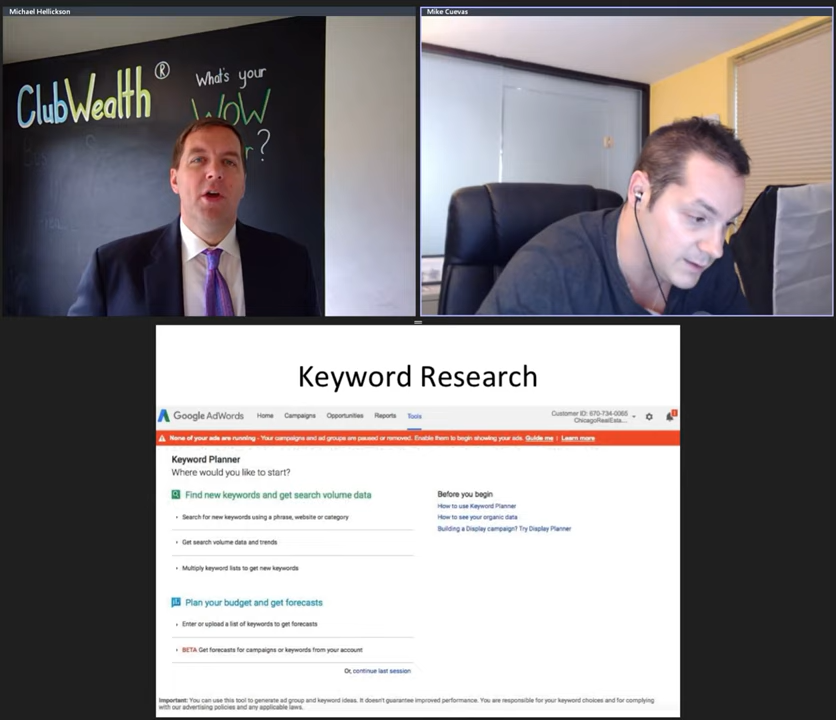 Michael Hellickson
Mike Cuevas
ClubWealth®
What's your
WOW
r?
Keyword Research
Google AdWords Home Campaigns Opportunities Reports Tools
Customer ID: 670-734-0065
ChicagoRealEsta...
None of your ads are running - Your campaigns and ad groups are paused or removed. Enable them to begin showing your ads. Guide me | Learn more
Keyword Planner
Where would you like to start?
Find new keywords and get search volume data
Search for new keywords using a phrase, website or category
Get search volume data and trends
Multiply keyword lists to get new keywords
Plan your budget and get forecasts
Enter or upload a list of keywords to get forecasts
BETA Get forecasts for campaigns or keywords from your account
Or, continue last session
Before you begin
How to use Keyword Planner
How to see your organic data
Building a Display campaign? Try Display Planner
Important: You can use this tool to generate ad group and keyword ideas. It doesn't guarantee improved performance. You are responsible for your keyword choices and for complying
with our advertising policies and any applicable laws.